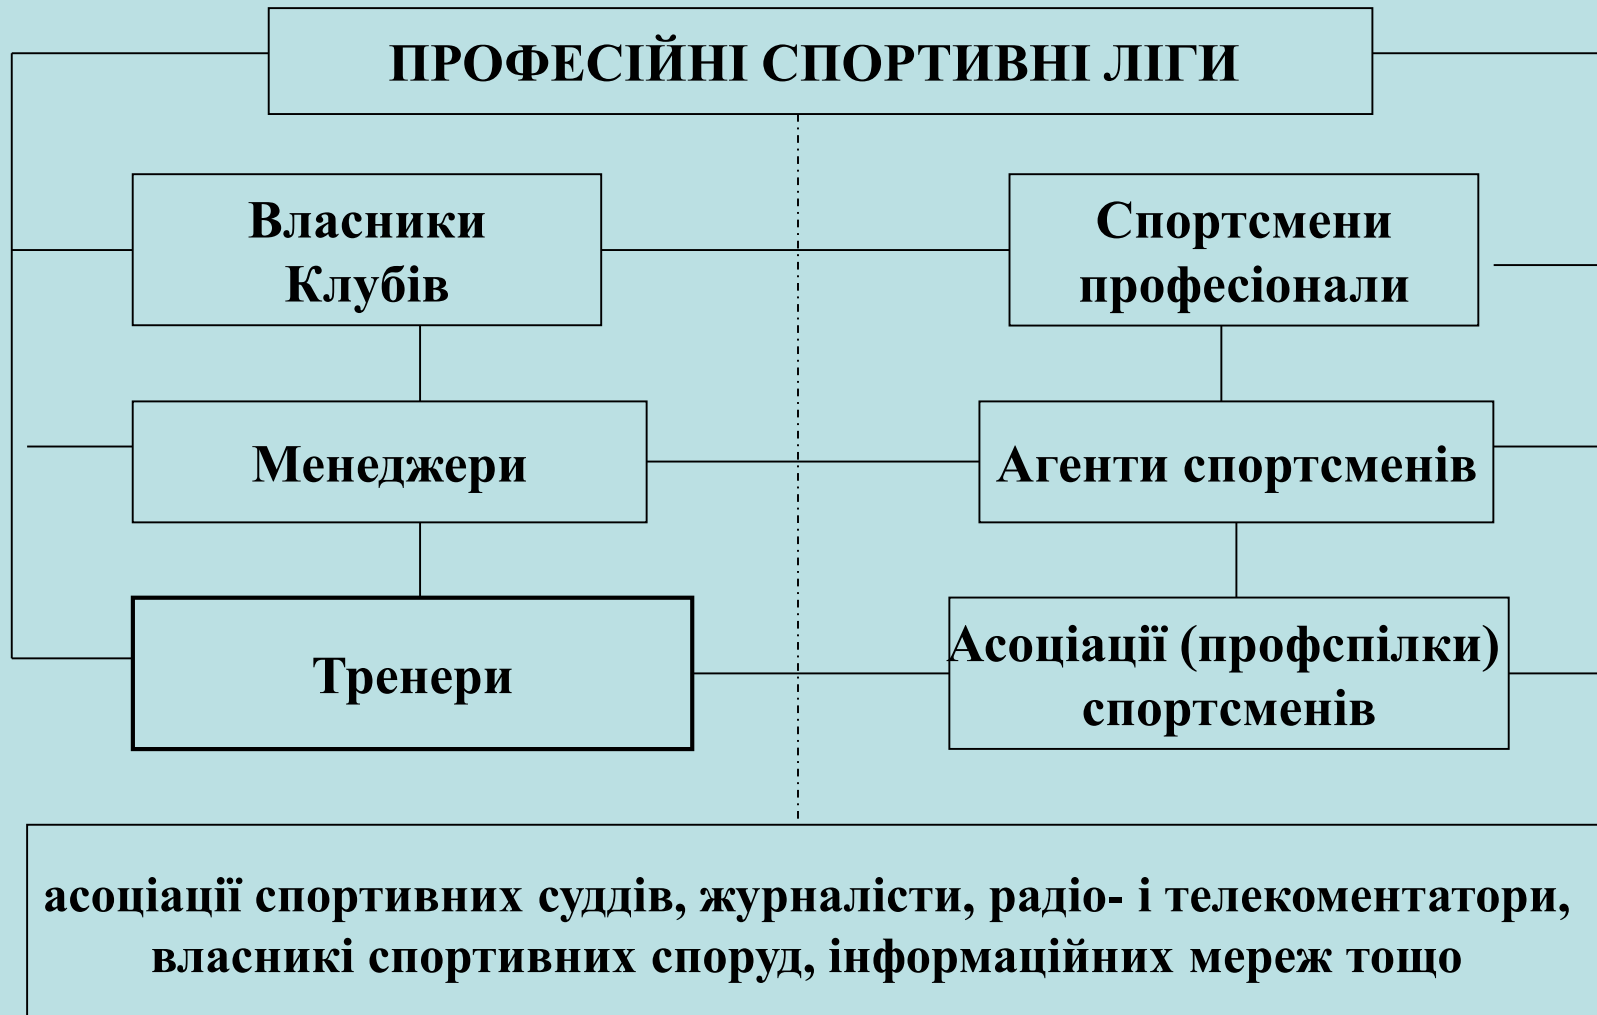 ПРОФЕСІЙНІ СПОРТИВНІ ЛІГИ
Власники
Клубів
Спортсмени
професіонали
Менеджери
Агенти спортсменів
Тренери
Асоціації (профспілки)
спортсменів
асоціації спортивних суддів, журналісти, радіо- і телекоментатори,
власникі спортивних споруд, інформаційних мереж тощо